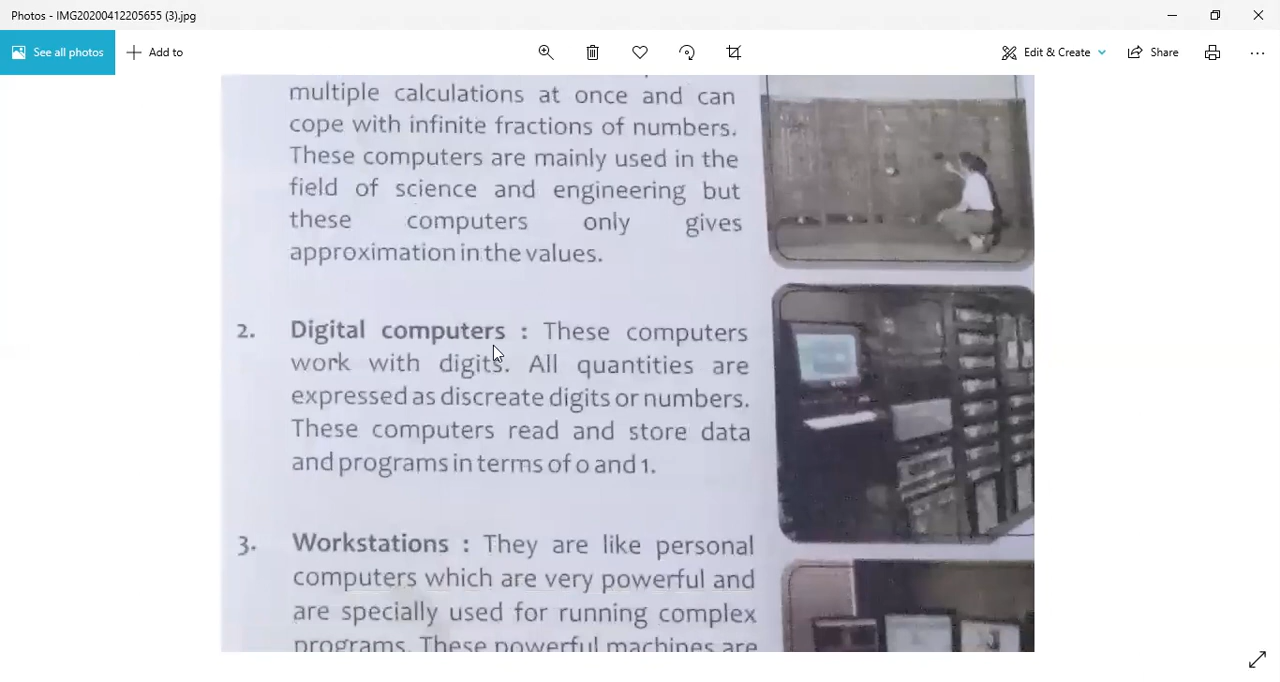 Photos - IMG20200412205655 (3).jpg
See all photos
Add to
Edit & Create
Share
multiple calculations at once and can
cope with infinite fractions of numbers.
These computers are mainly used in the
field of science and engineering but
these computers only gives
approximation in the values.
2. Digital computers : These computers
work with digits. All quantities are
expressed as discreate digits or numbers.
These computers read and store data
and programs in terms of 0 and 1.
3. Workstations : They are like personal
computers which are very powerful and
are specially used for running complex
programs. These powerful machines are